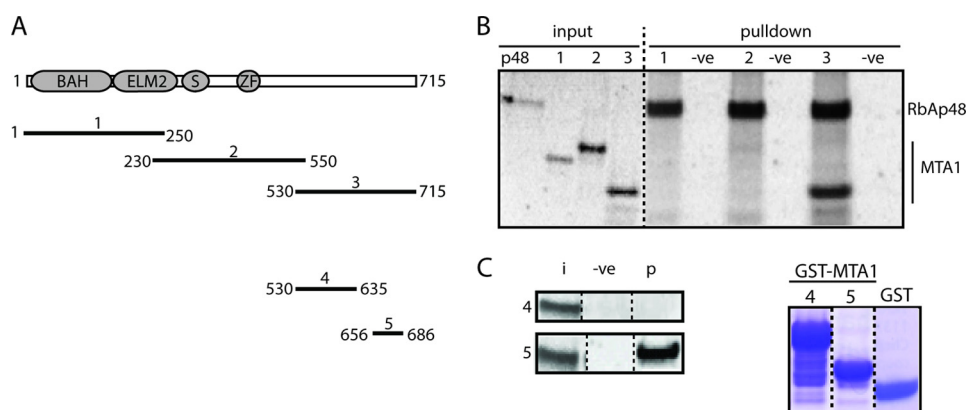 A
1 BAH ELM2 S ZF 715
1
1 250
2
230 550
3
530 715
4
530 635
5
656 686
B
input pulldown
p48 1 2 3 1 -ve 2 -ve 3 -ve
RbAp48
MTA1
C
i -ve p
4
5
GST-MTA1
4 5 GST